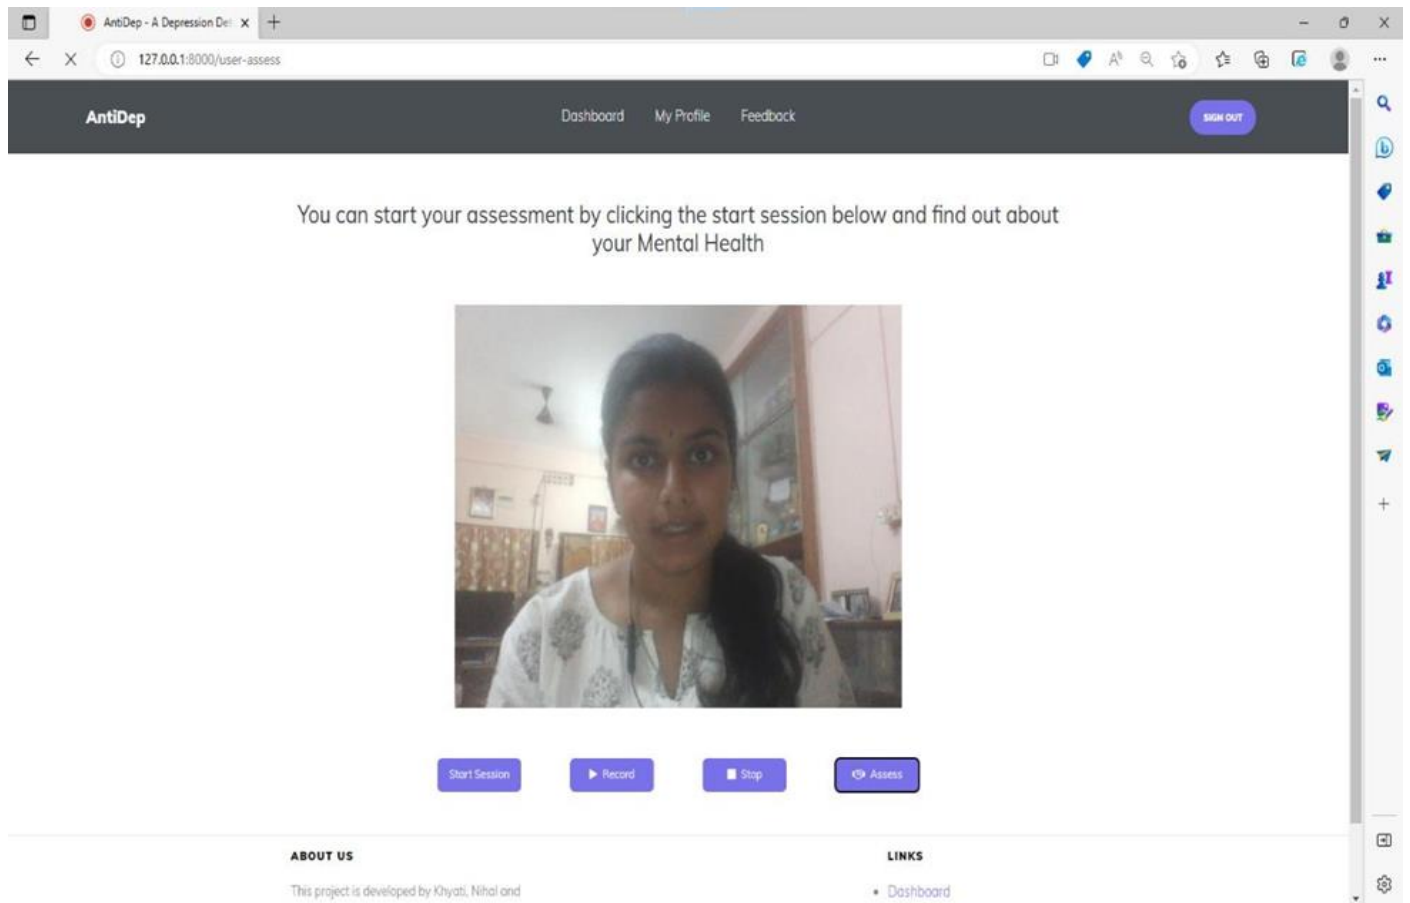 AntiDep - A Depression Det
127.0.0.1:8000/user-assess
AntiDep
Dashboard
My Profile
Feedback
SIGN OUT
You can start your assessment by clicking the start session below and find out about
your Mental Health
Start Session
Record
Stop
Assess
ABOUT US
LINKS
This project is developed by Khyati, Nihal and
Dashboard